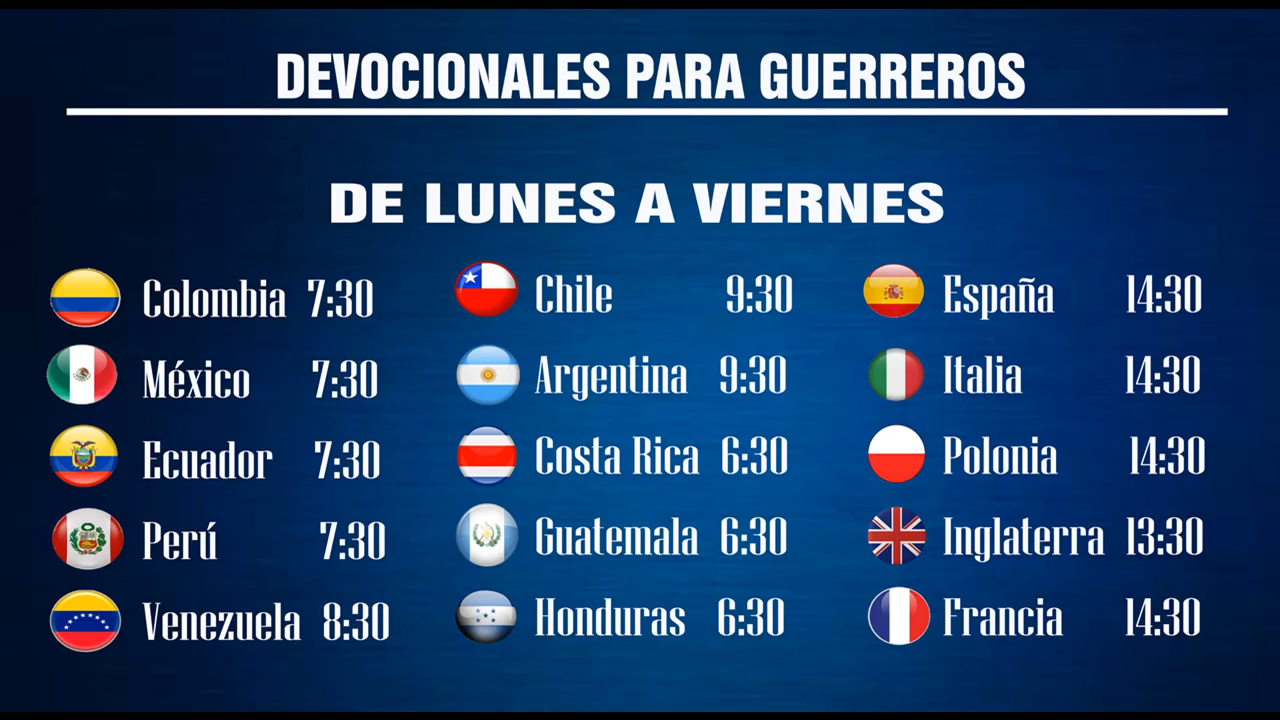 DEVOCIONALES PARA GUERREROS
DE LUNES A VIERNES
Colombia 7:30
México 7:30
Ecuador 7:30
Perú 7:30
Venezuela 8:30
Chile 9:30
Argentina 9:30
Costa Rica 6:30
Guatemala 6:30
Honduras 6:30
España 14:30
Italia 14:30
Polonia 14:30
Inglaterra 13:30
Francia 14:30